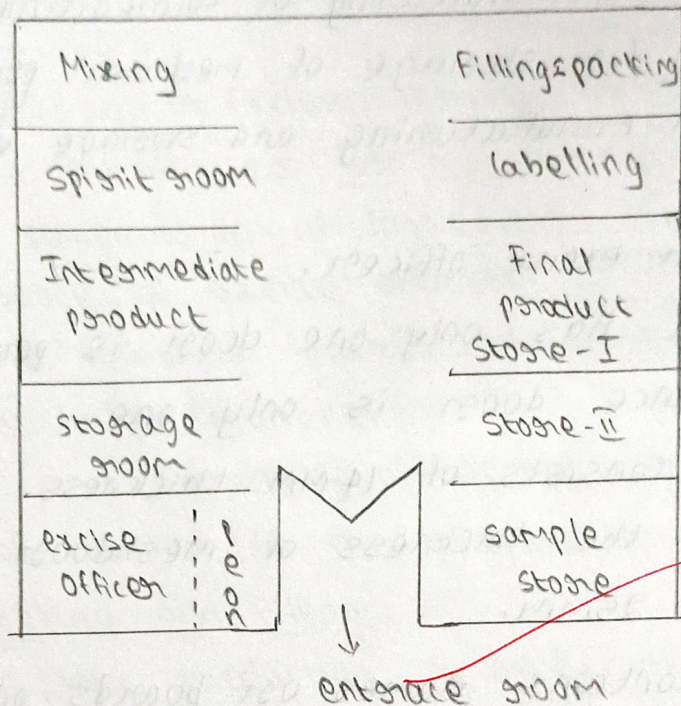 Mixing
Spirit room
Intermediate
product
storage
room
excise
officer
Peon
Filling & packing
labelling
Final
product
Store-I
Store-II
sample
store
entrace room